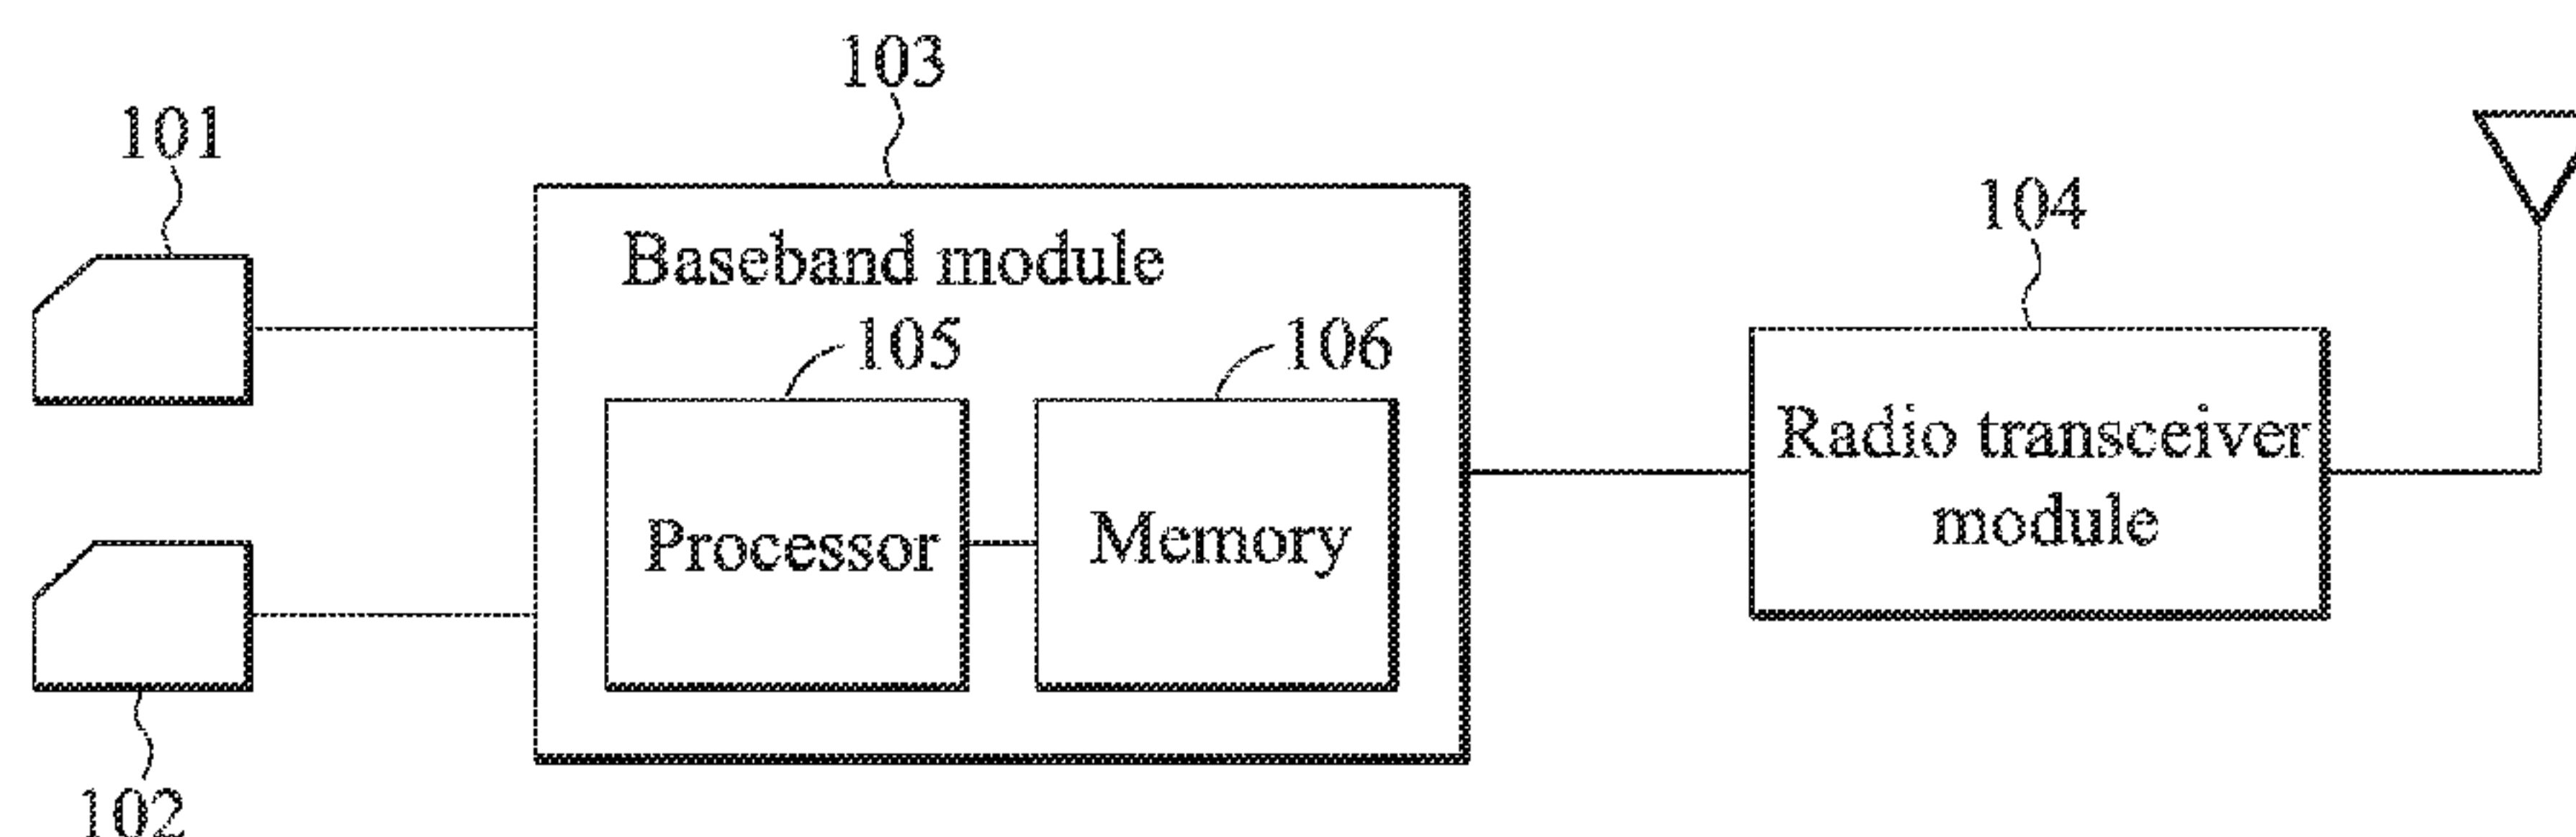 103
101
104
Baseband module
105
106
Radio transceiver
module
Processor
Memory
102